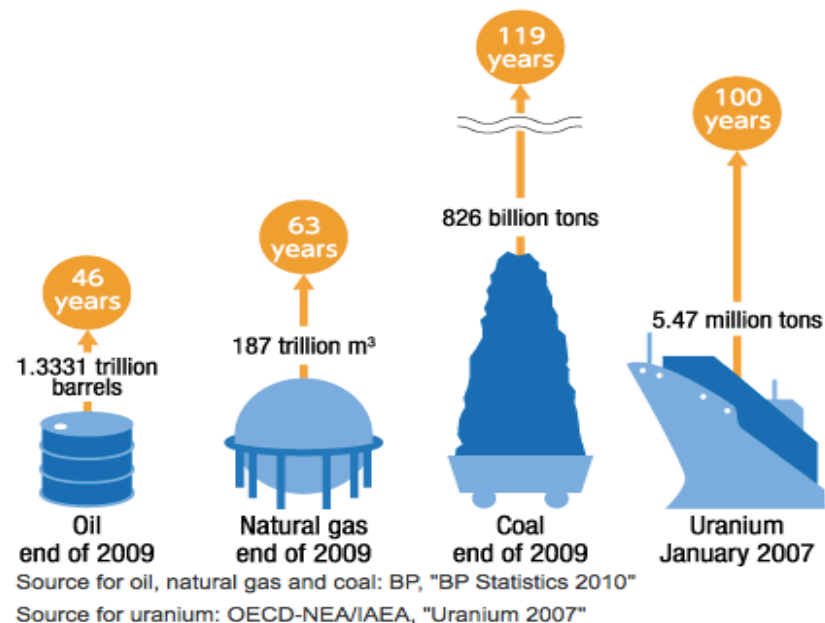 46
years
1.3331 trillion
barrels
Oil
end of 2009
63
years
187 trillion m³
Natural gas
end of 2009
119
years
826 billion tons
Coal
end of 2009
100
years
5.47 million tons
Uranium
January 2007
Source for oil, natural gas and coal: BP, "BP Statistics 2010"
Source for uranium: OECD-NEA/IAEA, "Uranium 2007"